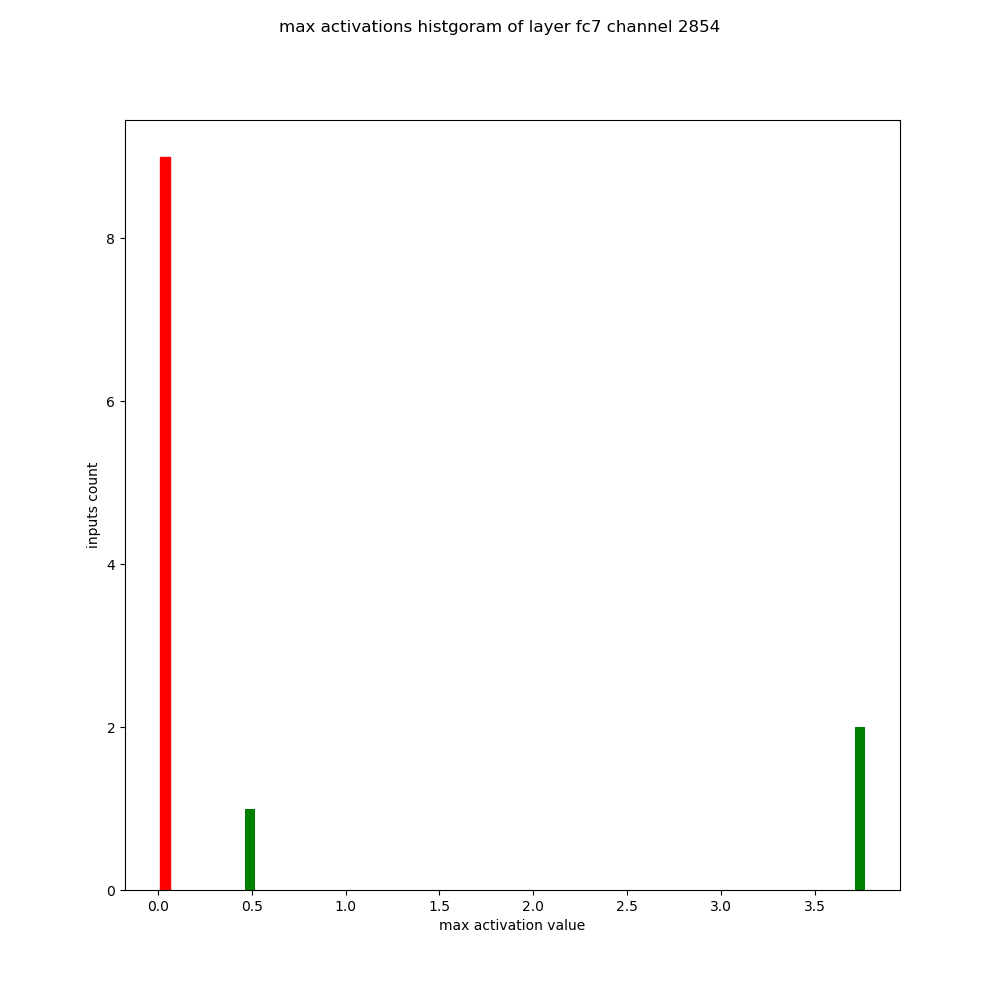 max activations histgoram of layer fc7 channel 2854
8
6
4
2
0
inputs count
0.0 0.5 1.0 1.5 2.0 2.5 3.0 3.5
max activation value